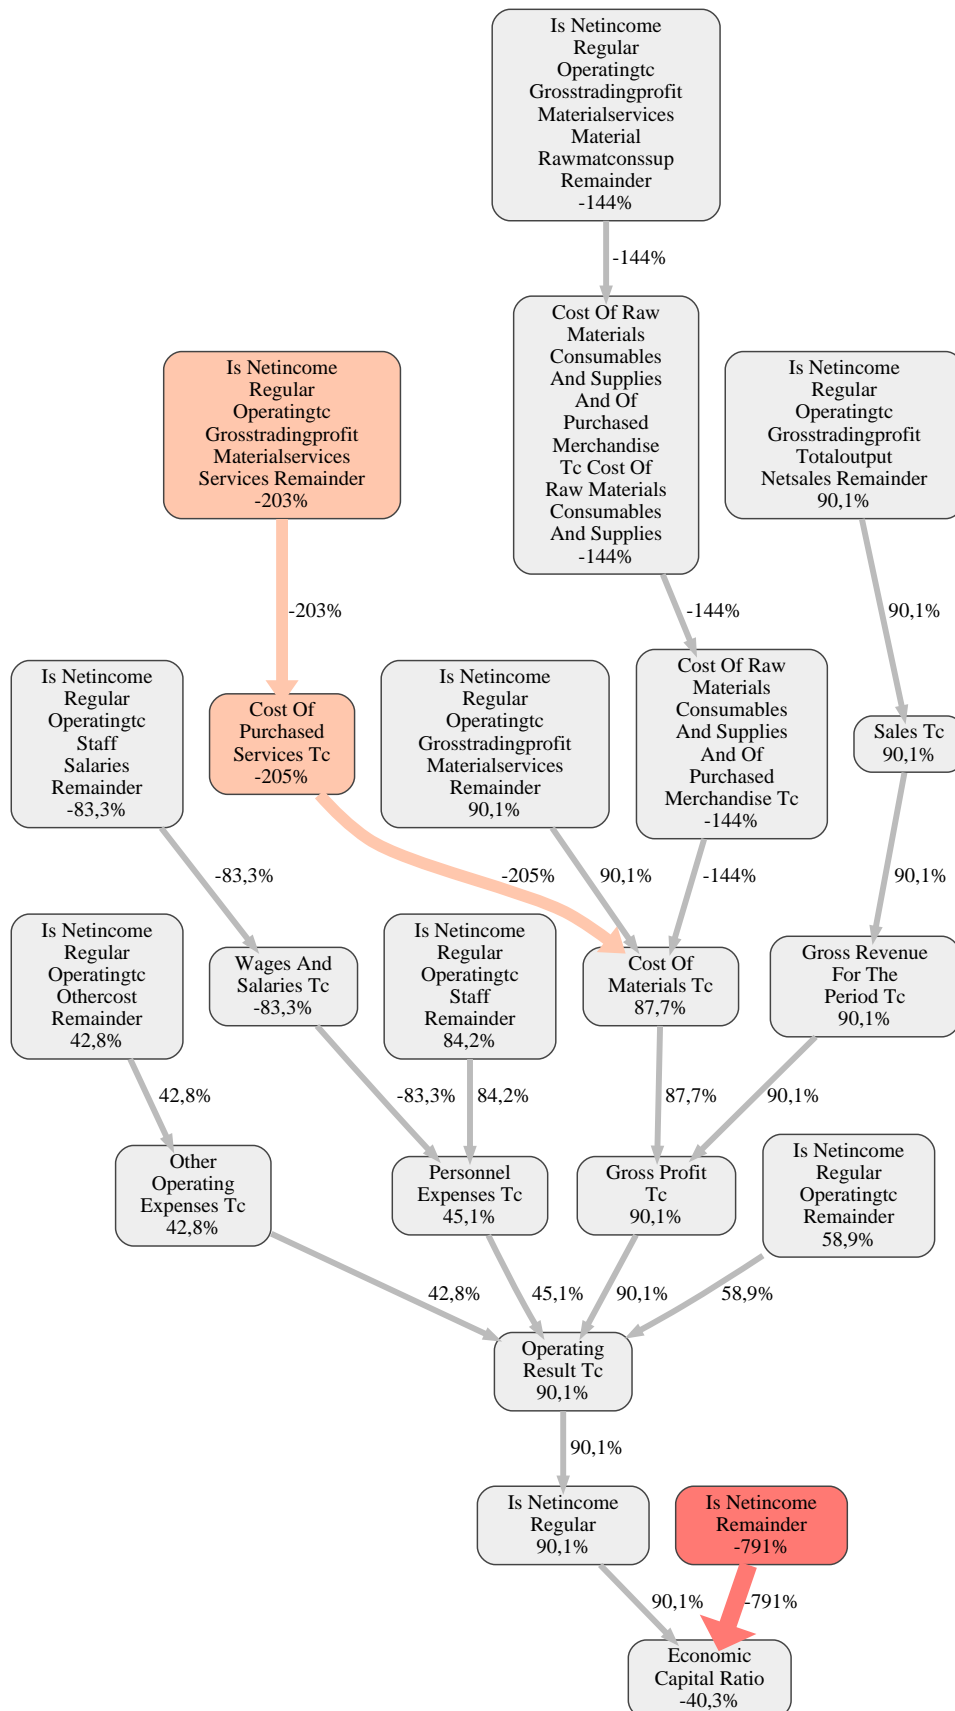 Is Netincome
Regular
Operatingtc
Grosstradingprofit
Materialservices
Material
Rawmatconssup
Remainder
-144%
-144%
Cost Of Raw
Materials
Consumables
And Supplies
And Of
Purchased
Merchandise
Tc Cost Of
Raw Materials
Consumables
And Supplies
-144%
Is Netincome
Regular
Operatingtc
Grosstradingprofit
Materialservices
Services Remainder
-203%
Is Netincome
Regular
Operatingtc
Grosstradingprofit
Totaloutput
Netsales Remainder
90,1%
-203%
-144%
90,1%
Is Netincome
Regular
Operatingtc
Staff
Salaries
Remainder
-83,3%
Cost Of
Purchased
Services Tc
-205%
Is Netincome
Regular
Operatingtc
Grosstradingprofit
Materialservices
Remainder
90,1%
Cost Of Raw
Materials
Consumables
And Supplies
And Of
Purchased
Merchandise Tc
-144%
Sales Tc
90,1%
-83,3%
-205%
90,1%
-144%
90,1%
Is Netincome
Regular
Operatingtc
Othercost
Remainder
42,8%
Wages And
Salaries Tc
-83,3%
Is Netincome
Regular
Operatingtc
Staff
Remainder
84,2%
Cost Of
Materials Tc
87,7%
Gross Revenue
For The
Period Tc
90,1%
42,8%
-83,3%
84,2%
87,7%
90,1%
Other
Operating
Expenses Tc
42,8%
Personnel
Expenses Tc
45,1%
Gross Profit
Tc
90,1%
Is Netincome
Regular
Operatingtc
Remainder
58,9%
42,8%
45,1%
90,1%
58,9%
Operating
Result Tc
90,1%
90,1%
Is Netincome
Regular
90,1%
Is Netincome
Remainder
-791%
90,1%
-791%
Economic
Capital Ratio
-40,3%